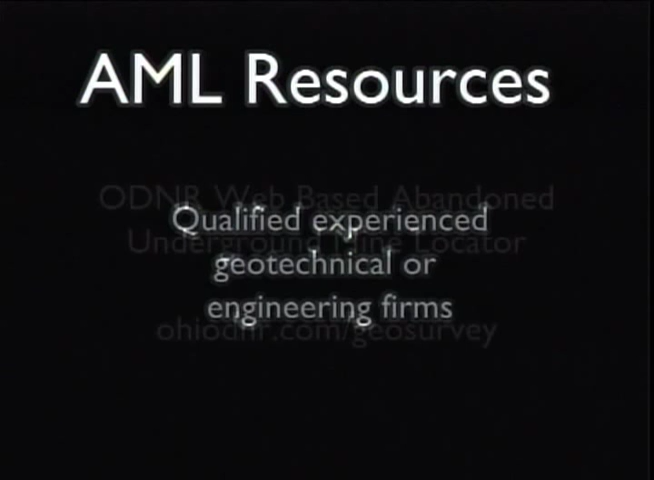 AML Resources
ODNR Web Based Abandoned
Qualified experienced
Underground Mine Locator
geotechnical or
engineering firms
ohiodnr.com/geosurvey